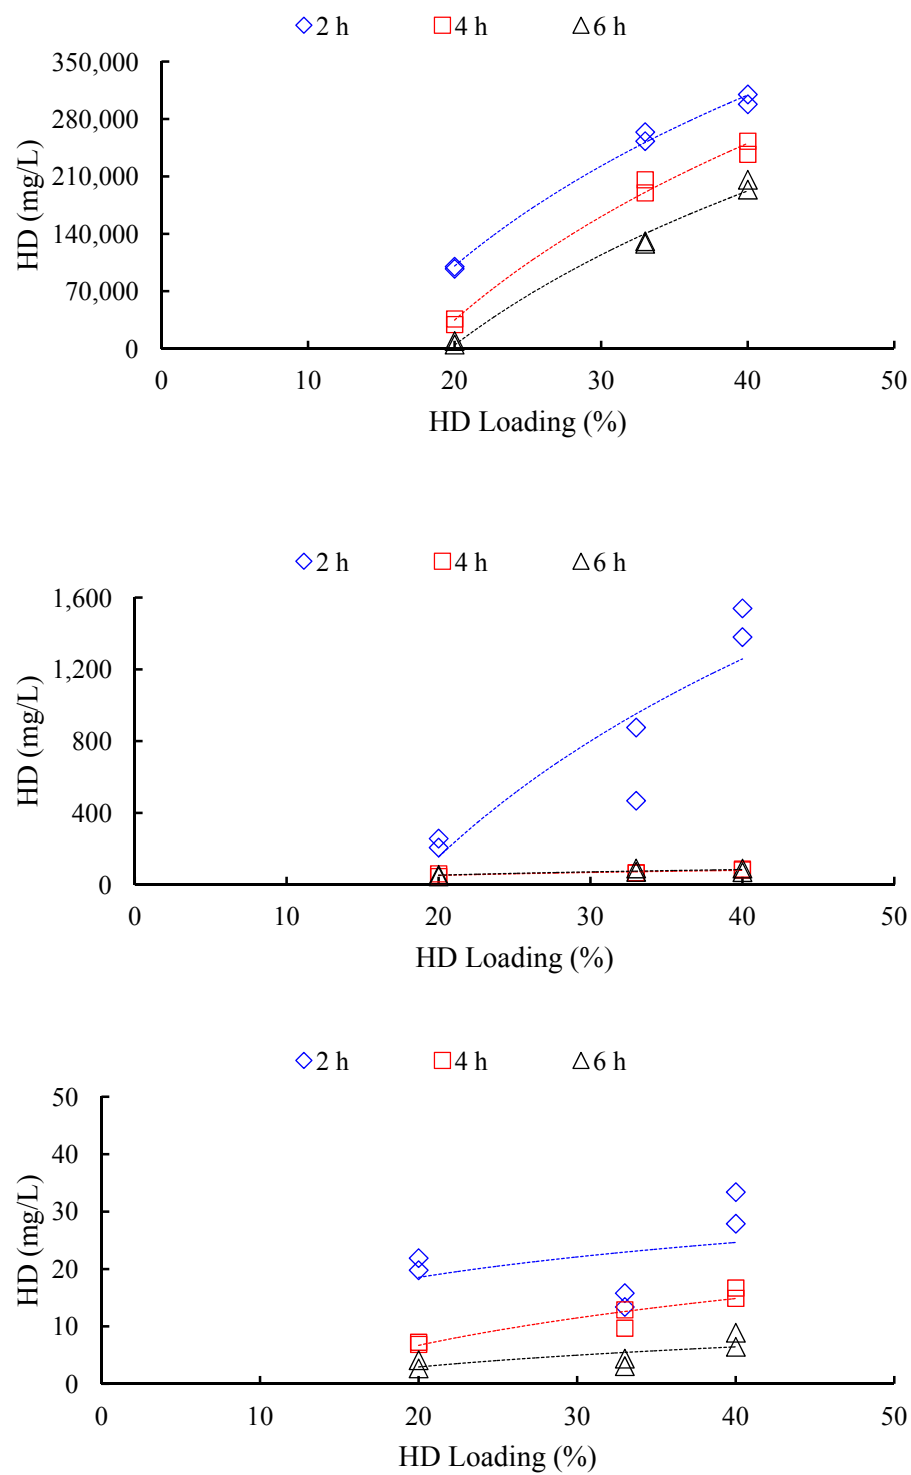 2 h 4 h 6 h
350,000
280,000
210,000
140,000
70,000
0
HD (mg/L)
0 10 20 30 40 50
HD Loading (%)
2 h 4 h 6 h
1,600
1,200
800
400
0
HD (mg/L)
0 10 20 30 40 50
HD Loading (%)
2 h 4 h 6 h
50
40
30
20
10
0
HD (mg/L)
0 10 20 30 40 50
HD Loading (%)